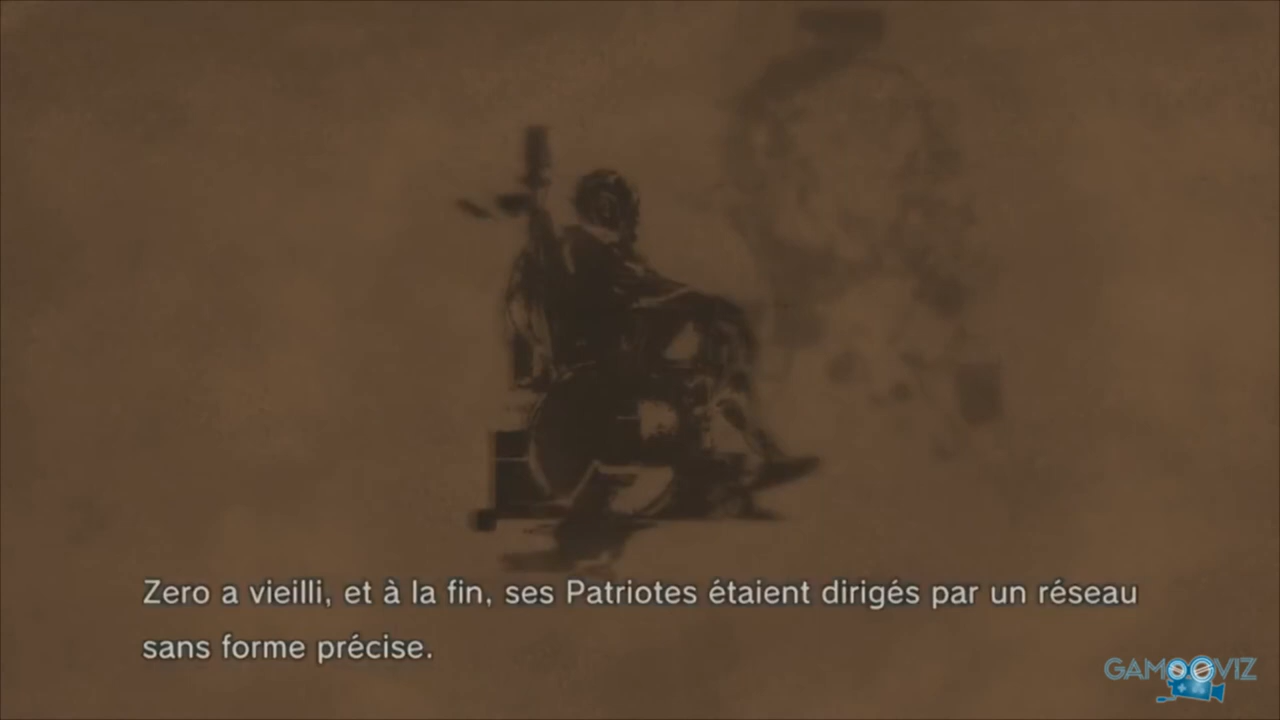 Zero a vieilli, et à la fin, ses Patriotes étaient dirigés par un réseau
sans forme précise.
GAMOOVIZ